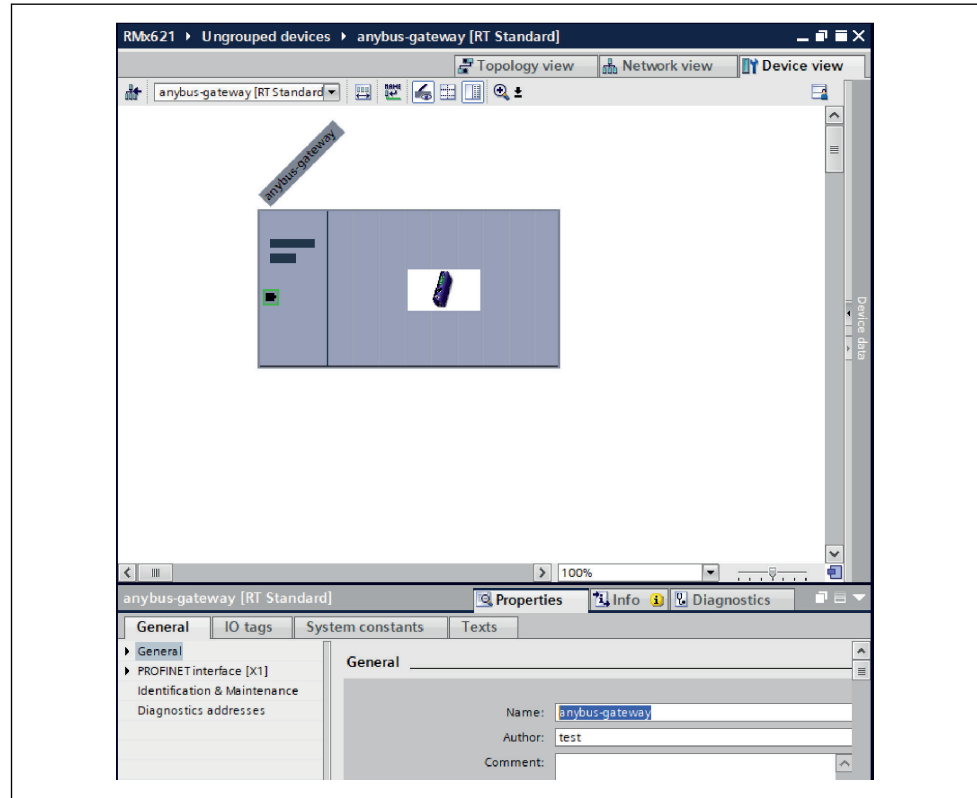 RMx621 ▸ Ungrouped devices ▸ anybus-gateway [RT Standard]
Topology view Network view Device view
anybus-gateway [RT Standard
NAME
anybus-gateway
Device data
100%
anybus-gateway [RT Standard] Properties Info Diagnostics
General IO tags System constants Texts
General
PROFINET interface [X1]
Identification & Maintenance
Diagnostics addresses
General
Name: anybus-gateway
Author: test
Comment: